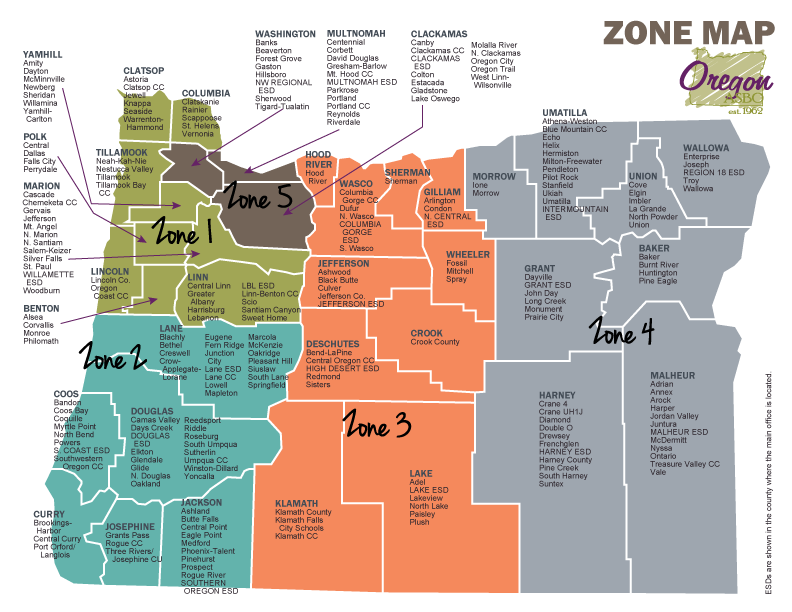 ZONE MAP
Oregon
SBC
est. 1962
YAMHILL
Amity
Dayton
McMinnville
Newberg
Sheridan
Willamina
Yamhill-
Carlton
POLK
Central
Dallas
Falls City
Perrydale
MARION
Cascade
Chemeketa CC
Gervais
Jefferson
Mt. Angel
N. Marion
N. Santiam
Salem-Keizer
Silver Falls
St. Paul
WILLAMETTE
ESD
Woodburn
BENTON
Alsea
Corvallis
Monroe
Philomath
CLATSOP
Astoria
Clatsop CC
Jewell
Knappa
Seaside
Warrenton-
Hammond
COLUMBIA
Clatskanie
Rainier
Scappoose
St. Helens
Vernonia
WASHINGTON
Banks
Beaverton
Forest Grove
Gaston
Hillsboro
NW REGIONAL
ESD
Sherwood
Tigard-Tualatin
MULTNOMAH
Centennial
Corbett
David Douglas
Gresham-Barlow
Mt. Hood CC
MULTNOMAH ESD
Parkrose
Portland
Portland CC
Reynolds
Riverdale
CLACKAMAS
Canby
Clackamas CC
CLACKAMAS
ESD
Colton
Estacada
Gladstone
Lake Oswego
Molalla River
N. Clackamas
Oregon City
Oregon Trail
West Linn-
Wilsonville
TILLAMOOK
Neah-Kah-Nie
Nestucca Valley
Tillamook
Tillamook Bay
CC
Zone 5
Zone 1
LINCOLN
Lincoln Co.
Oregon
Coast CC
LINN
Central Linn
Greater
Albany
Harrisburg
Lebanon
LBL ESD
Linn-Benton CC
Scio
Santiam Canyon
Sweet Home
HOOD
RIVER
Hood
River
WASCO
Columbia
Gorge CC
Dufur
N. Wasco
COLUMBIA
GORGE
ESD
S. Wasco
SHERMAN
Sherman
GILLIAM
Arlington
Condon
N. CENTRAL
ESD
MORROW
Ione
Morrow
UMATILLA
Athena-Weston
Blue Mountain CC
Echo
Helix
Hermiston
Milton-Freewater
Pendleton
Pilot Rock
Stanfield
Ukiah
Umatilla
INTERMOUNTAIN
ESD
UNION
Cove
Elgin
Imbler
La Grande
North Powder
Union
WALLOWA
Enterprise
Joseph
REGION 18 ESD
Troy
Wallowa
JEFFERSON
Ashwood
Black Butte
Culver
Jefferson Co.
JEFFERSON ESD
WHEELER
Fossil
Mitchell
Spray
GRANT
Dayville
GRANT ESD
John Day
Long Creek
Monument
Prairie City
BAKER
Baker
Burnt River
Huntington
Pine Eagle
Zone 4
Zone 2
LANE
Blachly
Bethel
Creswell
Crow-
Applegate-
Lorane
Eugene
Fern Ridge
Junction
City
Lane ESD
Lane CC
Lowell
Mapleton
Marcola
McKenzie
Oakridge
Pleasant Hill
Siuslaw
South Lane
Springfield
DESCHUTES
Bend-LaPine
Central Oregon CC
HIGH DESERT ESD
Redmond
Sisters
CROOK
Crook County
COOS
Bandon
Coos Bay
Coquille
Myrtle Point
North Bend
Powers
S. COAST ESD
Southwestern
Oregon CC
DOUGLAS
Camas Valley
Days Creek
DOUGLAS
ESD
Elkton
Glendale
Glide
N. Douglas
Oakland
Reedsport
Riddle
Roseburg
South Umpqua
Sutherlin
Umpqua CC
Winston-Dillard
Yoncalla
Zone 3
HARNEY
Crane 4
Crane UH1J
Diamond
Double O
Drewsey
Frenchglen
HARNEY ESD
Harney County
Pine Creek
South Harney
Suntex
MALHEUR
Adrian
Annex
Arock
Harper
Jordan Valley
Juntura
MALHEUR ESD
McDermitt
Nyssa
Ontario
Treasure Valley CC
Vale
CURRY
Brookings-
Harbor
Central Curry
Port Orford/
Langlois
JOSEPHINE
Grants Pass
Rogue CC
Three Rivers/
Josephine CU
JACKSON
Ashland
Butte Falls
Central Point
Eagle Point
Medford
Phoenix-Talent
Pinehurst
Prospect
Rogue River
SOUTHERN
OREGON ESD
KLAMATH
Klamath County
Klamath Falls
City Schools
Klamath CC
LAKE
Adel
LAKE ESD
Lakeview
North Lake
Paisley
Plush
ESDs are shown in the county where the main office is located.